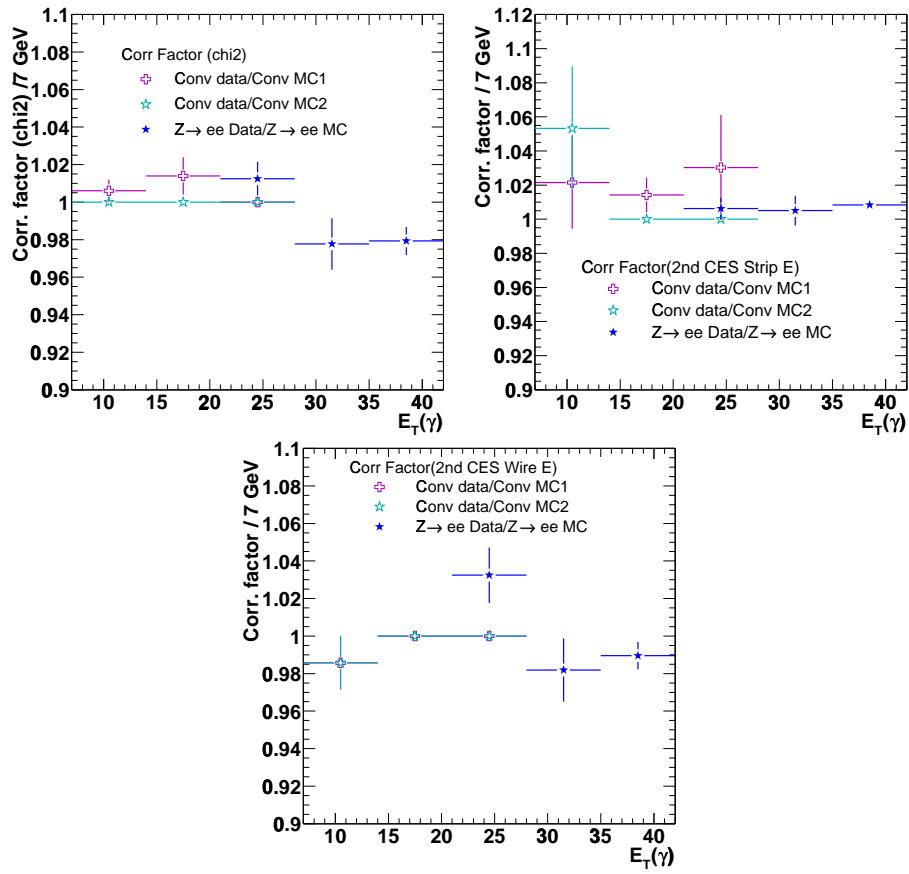 Corr. factor (chi2) /7 GeV
1.1
1.08
1.06
1.04
1.02
1
0.98
0.96
0.94
0.92
0.9
Corr Factor (chi2)
Conv data/Conv MC1
Conv data/Conv MC2
Z→ ee Data/Z→ ee MC
10 15 20 25 30 35 40
E_T(γ)
Corr. factor / 7 GeV
1.12
1.1
1.08
1.06
1.04
1.02
1
0.98
0.96
0.94
0.92
0.9
Corr Factor(2nd CES Strip E)
Conv data/Conv MC1
Conv data/Conv MC2
Z→ ee Data/Z→ ee MC
10 15 20 25 30 35 40
E_T(γ)
Corr. factor / 7 GeV
1.1
1.08
1.06
1.04
1.02
1
0.98
0.96
0.94
0.92
0.9
Corr Factor(2nd CES Wire E)
Conv data/Conv MC1
Conv data/Conv MC2
Z→ ee Data/Z→ ee MC
10 15 20 25 30 35 40
E_T(γ)